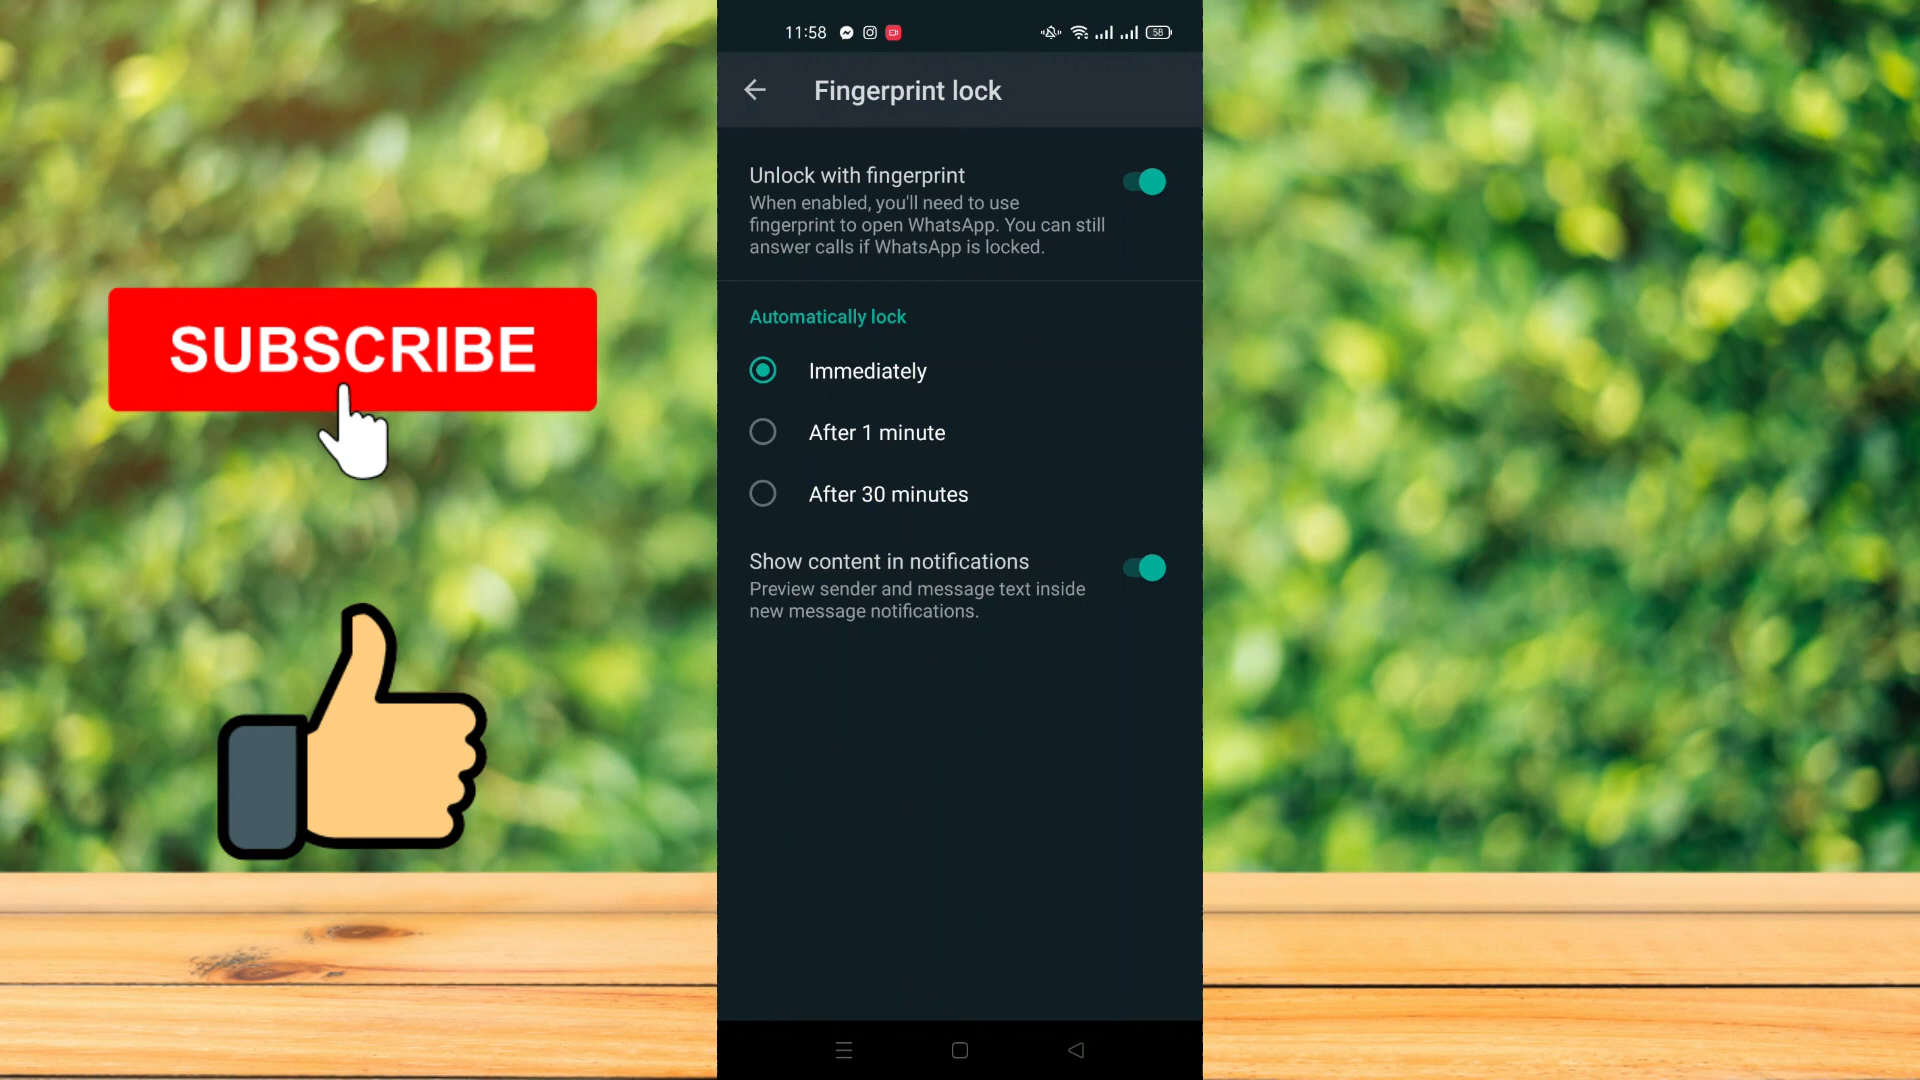 11:58
58
Fingerprint lock
Unlock with fingerprint
When enabled, you'll need to use
fingerprint to open WhatsApp. You can still
answer calls if WhatsApp is locked.
Automatically lock
Immediately
After 1 minute
After 30 minutes
Show content in notifications
Preview sender and message text inside
new message notifications.
SUBSCRIBE